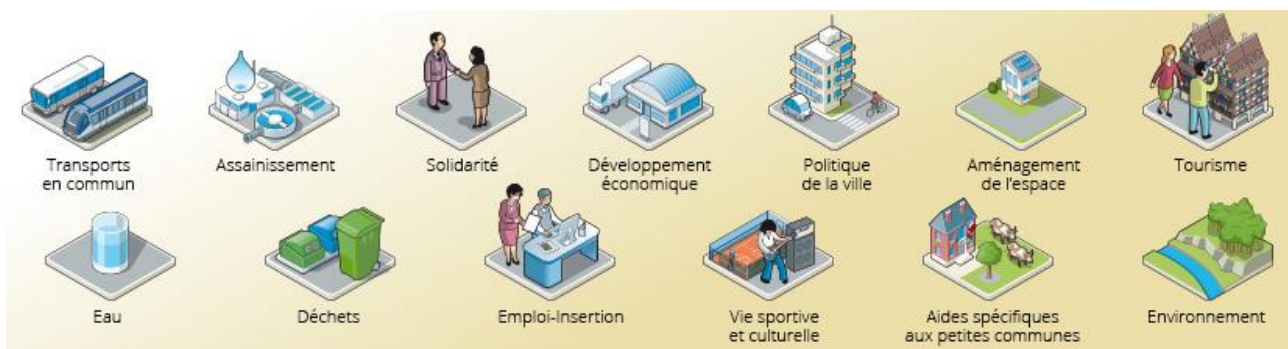 Transports
en commun
Assainissement
Solidarité
Développement
économique
Politique
de la ville
Aménagement
de l'espace
Tourisme
Eau
Déchets
Emploi-Insertion
Vie sportive
et culturelle
Aides spécifiques
aux petites communes
Environnement